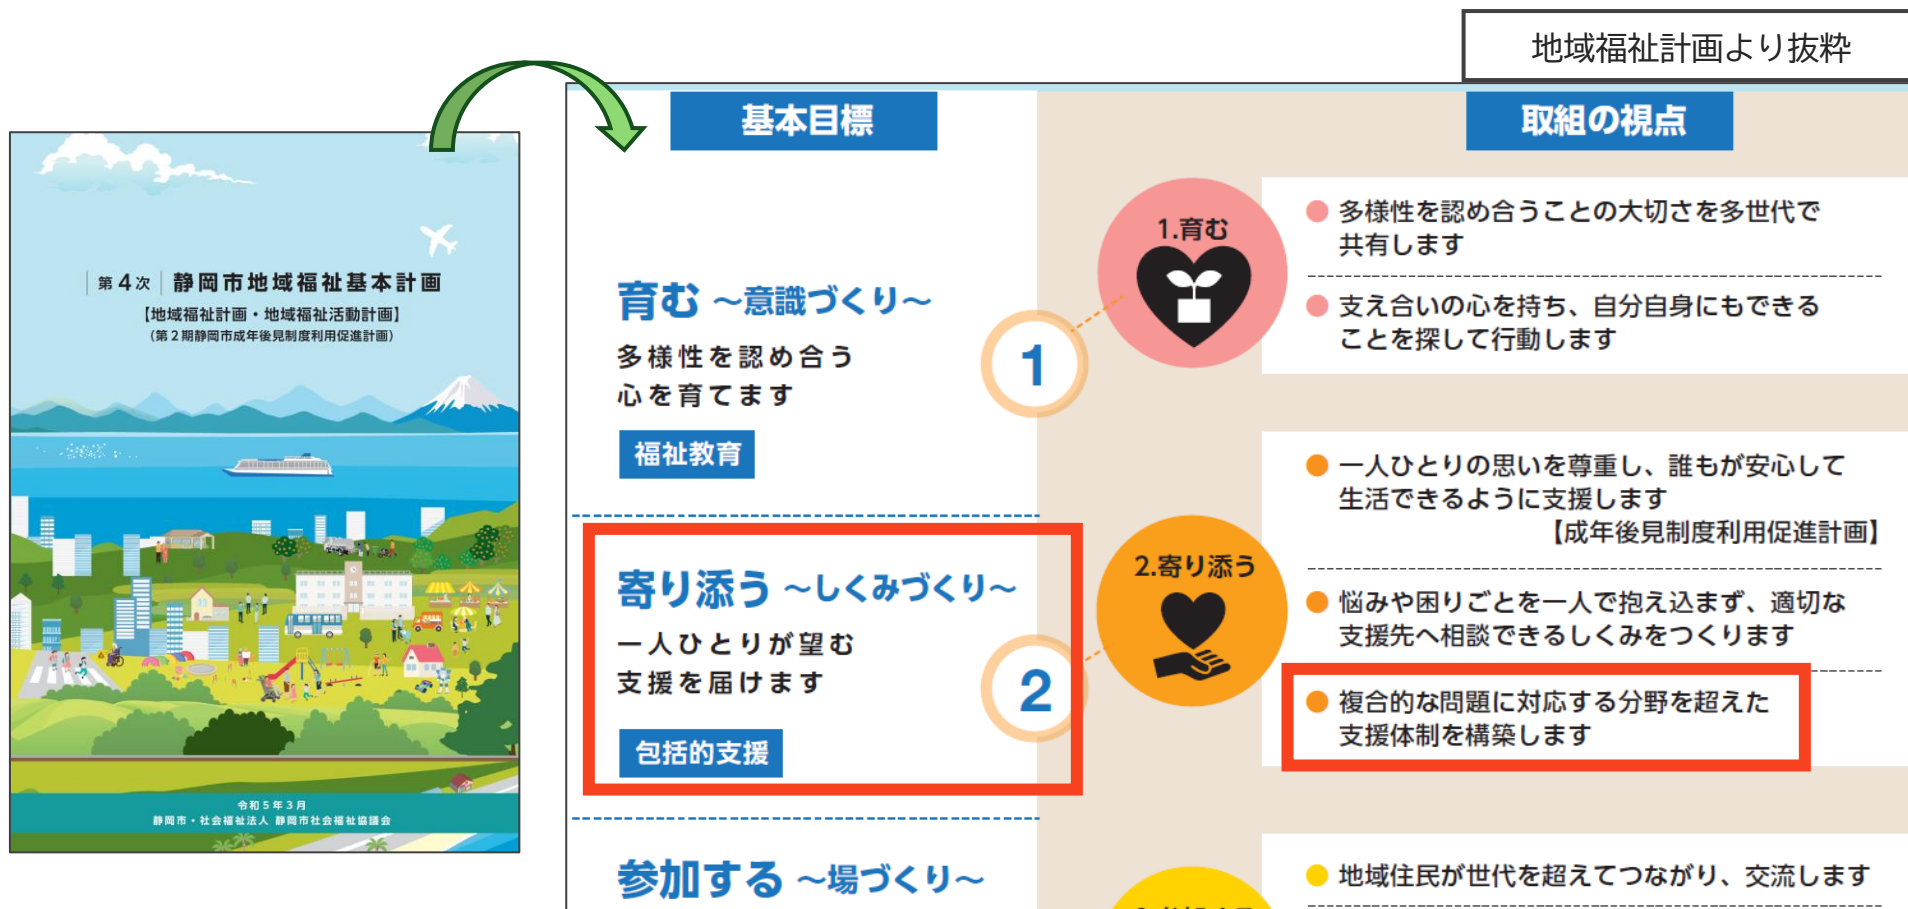 地域福祉計画より抜粋
第4次 静岡市地域福祉基本計画
【地域福祉計画・地域福祉活動計画】
（第2期静岡市成年後見制度利用促進計画）
令和5年3月
静岡市・社会福祉法人 静岡市社会福祉協議会
基本目標
取組の視点
育む ～意識づくり～
多様性を認め合う
心を育てます
福祉教育
1
1.育む
● 多様性を認め合うことの大切さを多世代で
共有します
● 支え合いの心を持ち、自分自身にもできる
ことを探して行動します
寄り添う ～しくみづくり～
一人ひとりが望む
支援を届けます
包括的支援
2
2.寄り添う
● 一人ひとりの思いを尊重し、誰もが安心して
生活できるように支援します
【成年後見制度利用促進計画】
● 悩みや困りごとを一人で抱え込まず、適切な
支援先へ相談できるしくみをつくります
● 複合的な問題に対応する分野を超えた
支援体制を構築します
参加する ～場づくり～
● 地域住民が世代を超えてつながり、交流します